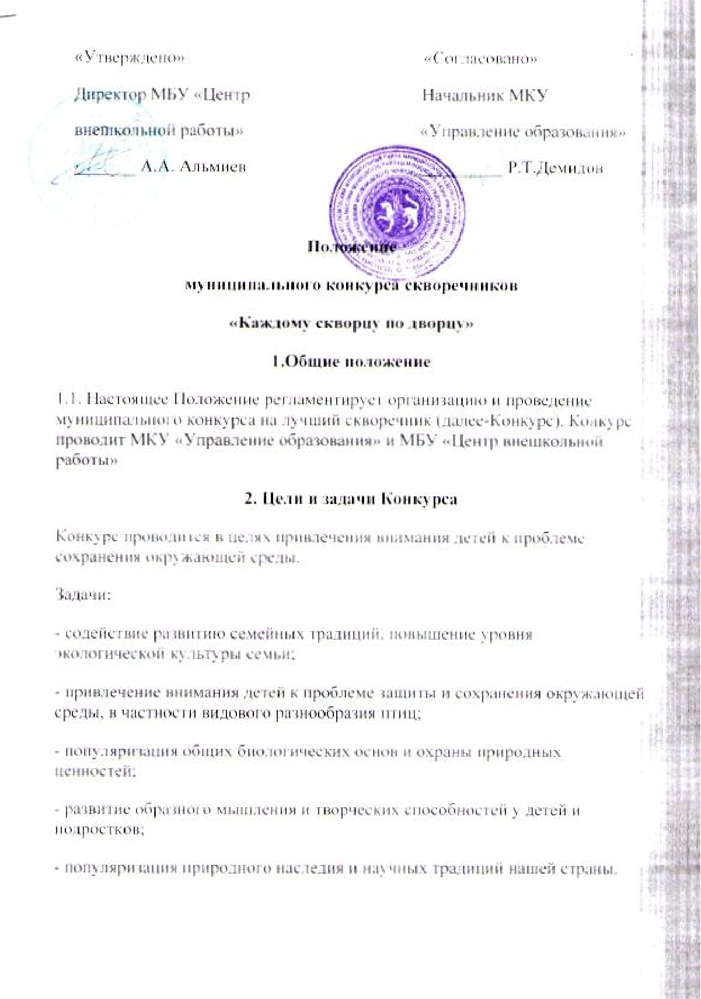 «Утверждено» «Согласовано»
Директор МБУ «Центр Начальник МКУ
внешкольной работы» «Управление образования»
А.А. Альмиев Р.Т.Демидов
Положение
муниципального конкурса скворечников
«Каждому скворцу по дворцу»
1.Общие положение
1.1. Настоящее Положение регламентирует организацию и проведение
муниципального конкурса на лучший скворечник (далее-Конкурс). Конкурс
проводит МКУ «Управление образования» и МБУ «Центр внешкольной
работы»
2. Цели и задачи Конкурса
Конкурс проводится в целях привлечения внимания детей к проблеме
сохранения окружающей среды.
Задачи:
- содействие развитию семейных традиций, повышение уровня
экологической культуры семьи;
- привлечение внимания детей к проблеме защиты и сохранения окружающей
среды, в частности видового разнообразия птиц;
- популяризация общих биологических основ и охраны природных
ценностей;
- развитие образного мышления и творческих способностей у детей и
подростков;
- популяризация природного наследия и научных традиций нашей страны.